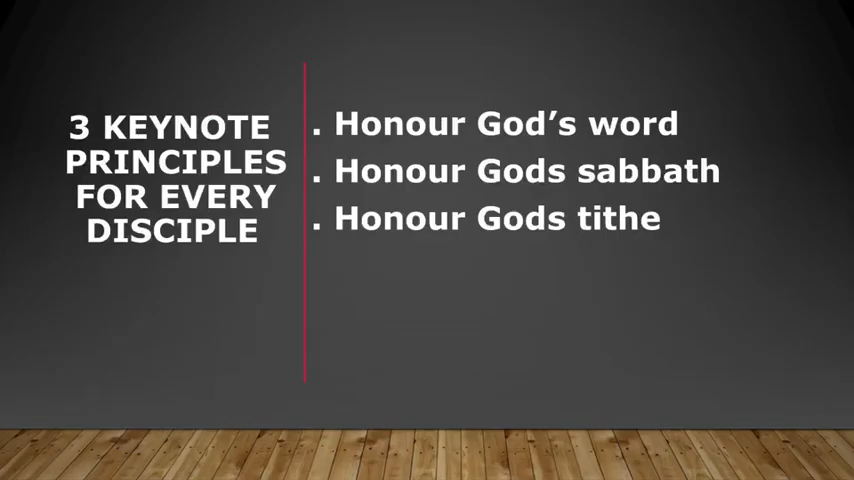 3 KEYNOTE
PRINCIPLES
FOR EVERY
DISCIPLE
. Honour God’s word
. Honour Gods sabbath
. Honour Gods tithe